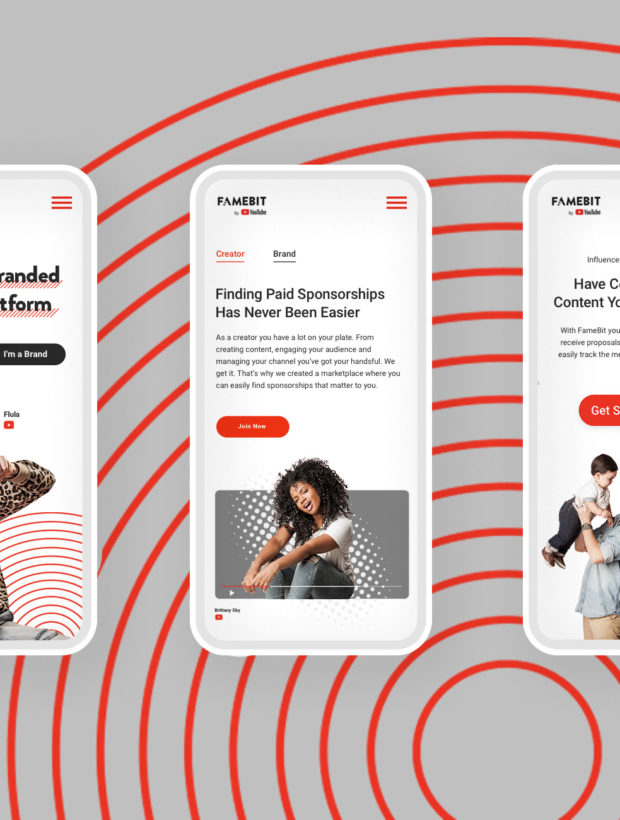 randed
tform
I'm a Brand
Flula
FAMEBIT
by YouTube
Creator
Brand
Finding Paid Sponsorships
Has Never Been Easier
As a creator you have a lot on your plate. From
creating content, engaging your audience and
managing your channel you've got your handsful. We
get it. That's why we created a marketplace where you
can easily find sponsorships that matter to you.
Join Now
Brittany Sky
FAMEBIT
by YouTube
Influence
Have Co
Content Yo
With FameBit you
receive proposals
easily track the me
Get S